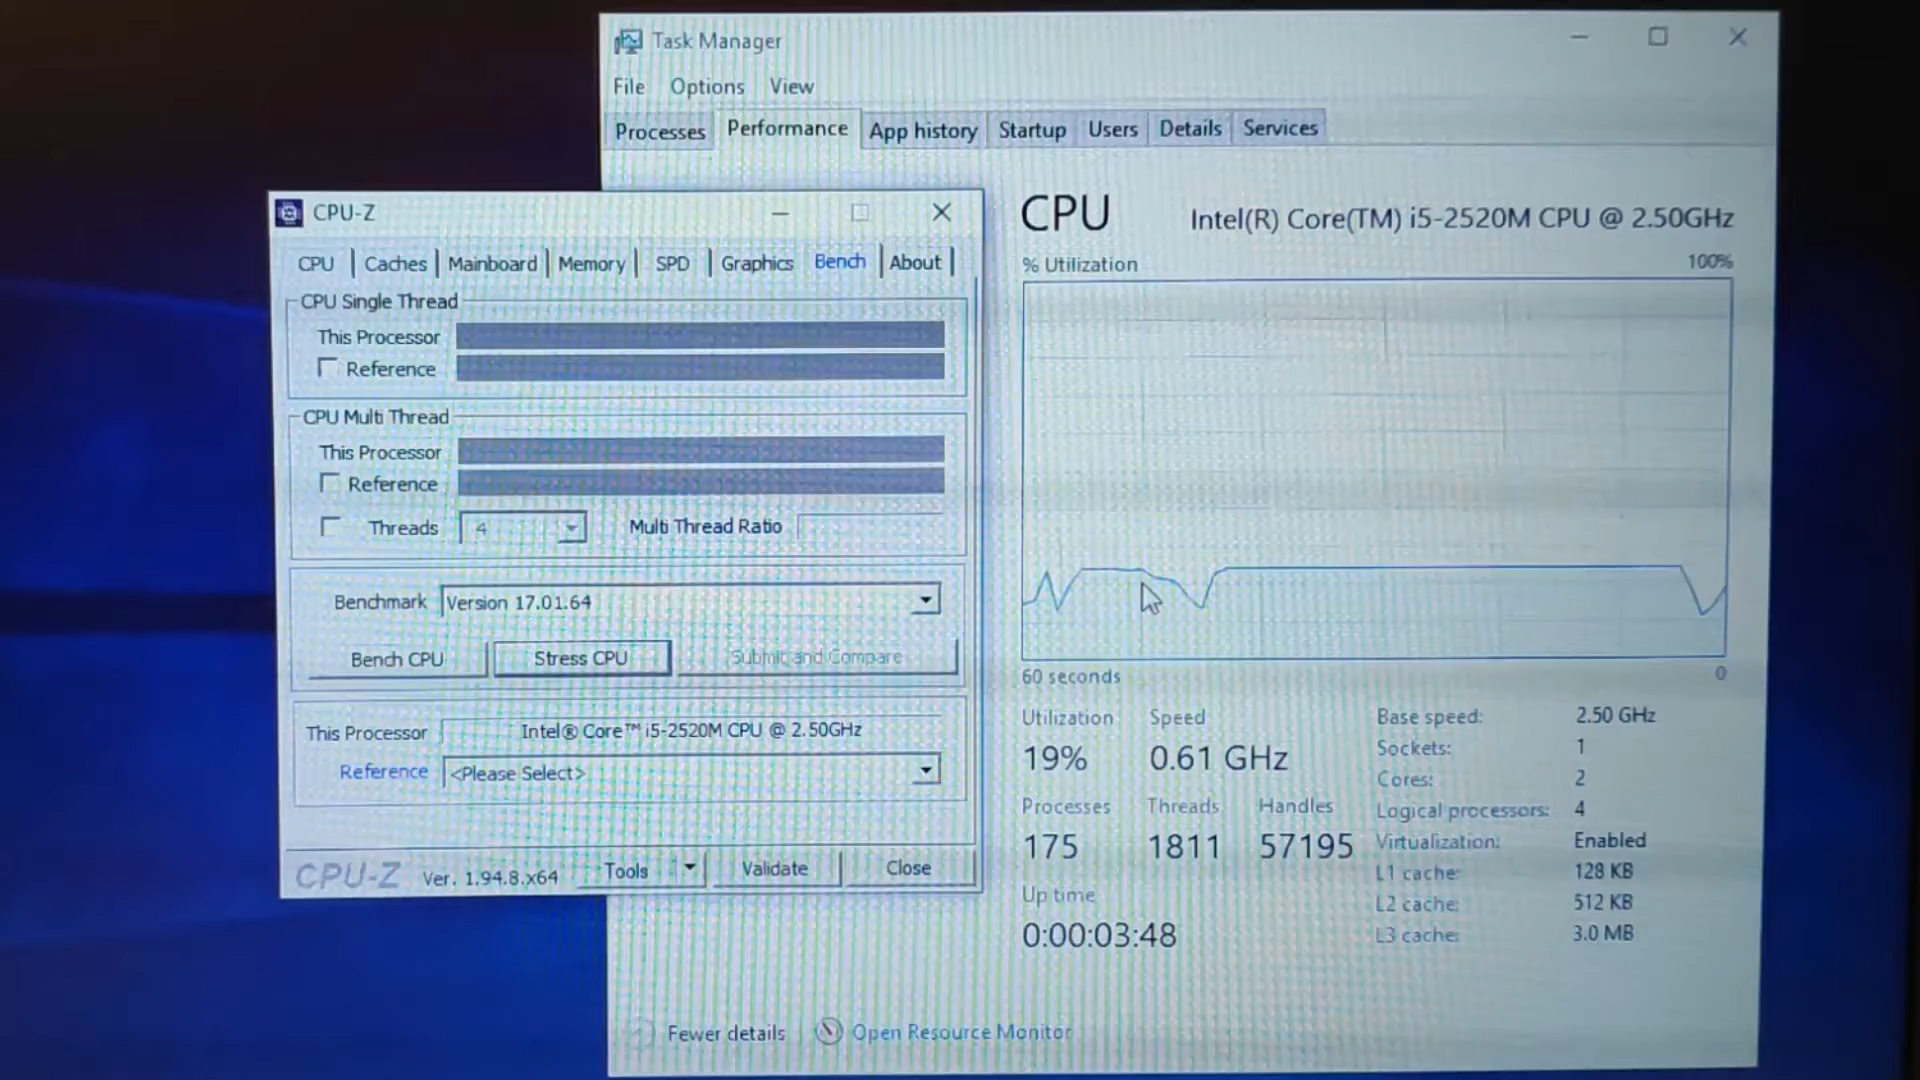 Task Manager
File Options View
Processes Performance App history Startup Users Details Services
CPU-Z
CPU Caches Mainboard Memory SPD Graphics Bench About
CPU Single Thread
This Processor
Reference
CPU Multi Thread
This Processor
Reference
Threads 4 Multi Thread Ratio
Benchmark Version 17.01.64
Bench CPU Stress CPU Submit and Compare
This Processor Intel® Core™ i5-2520M CPU @ 2.50GHz
Reference <Please Select>
CPU-Z Ver. 1.94.8.x64 Tools Validate Close
CPU Intel(R) Core(TM) i5-2520M CPU @ 2.50GHz
% Utilization 100%
60 seconds 0
Utilization Speed
19% 0.61 GHz
Processes Threads Handles
175 1811 57195
Up time
0:00:03:48
Base speed: 2.50 GHz
Sockets: 1
Cores: 2
Logical processors: 4
Virtualization: Enabled
L1 cache: 128 KB
L2 cache: 512 KB
L3 cache: 3.0 MB
Fewer details Open Resource Monitor